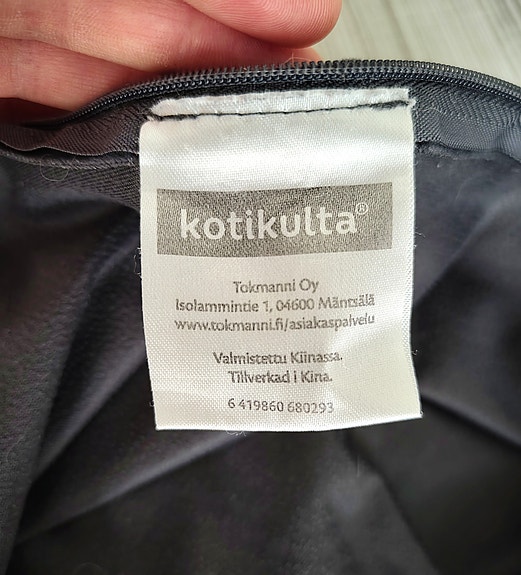 kotikulta®
Tokmanni Oy
Isolammintie 1, 04600 Mäntsälä
www.tokmanni.fi/asiakaspalvelu
Valmistettu Kiinassa.
Tillverkad i Kina.
6 419860 680293